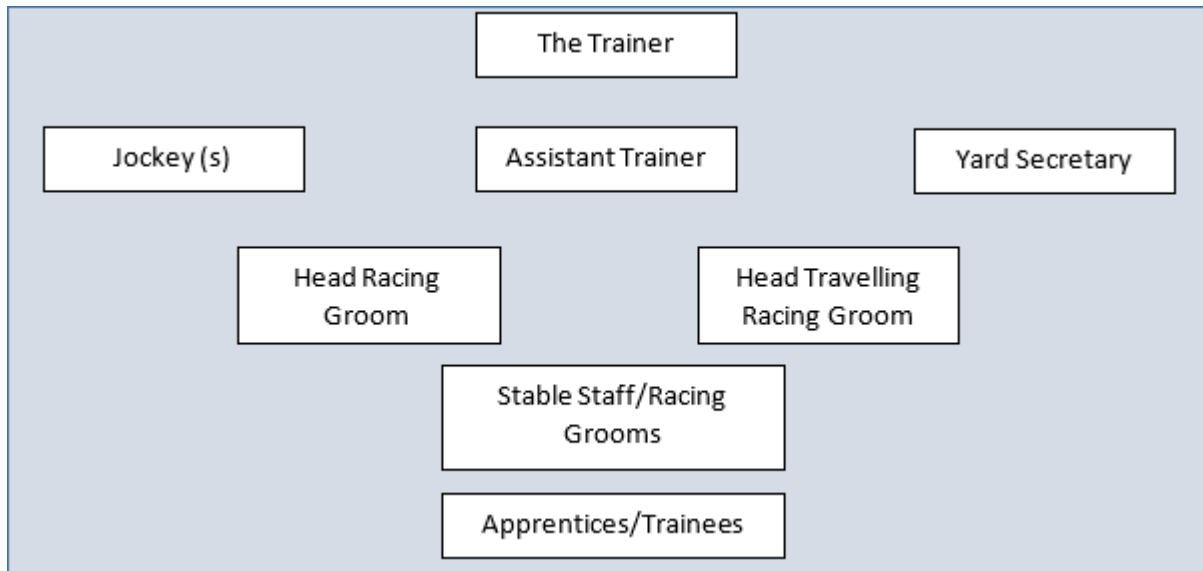 The Trainer
Jockey (s)
Assistant Trainer
Yard Secretary
Head Racing
Groom
Head Travelling
Racing Groom
Stable Staff/Racing
Grooms
Apprentices/Trainees